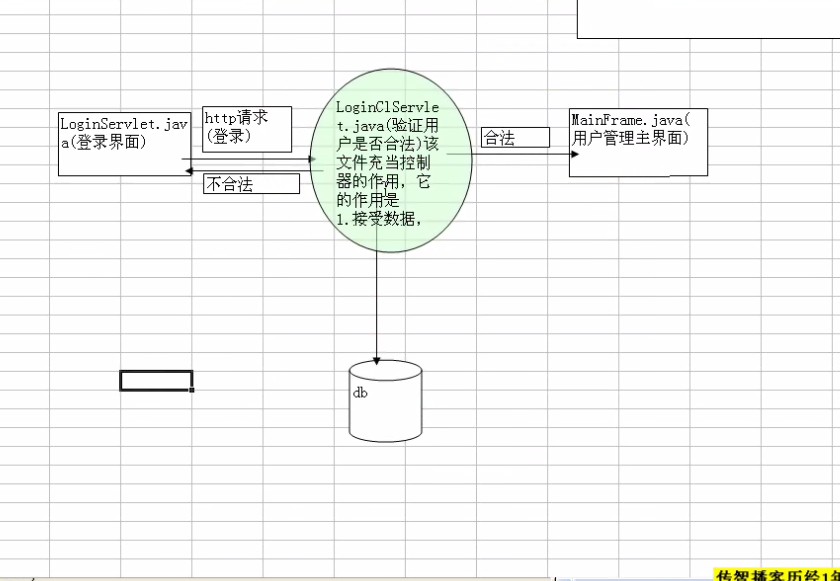 LoginServlet.jav
a(登录界面)
http请求
(登录)
不合法
LoginClServle
t.java(验证用
户是否合法)该
文件充当控制
器的作用，它
的作用是
1.接受数据，
合法
MainFrame.java(
用户管理主界面)
db
传智播客历经1